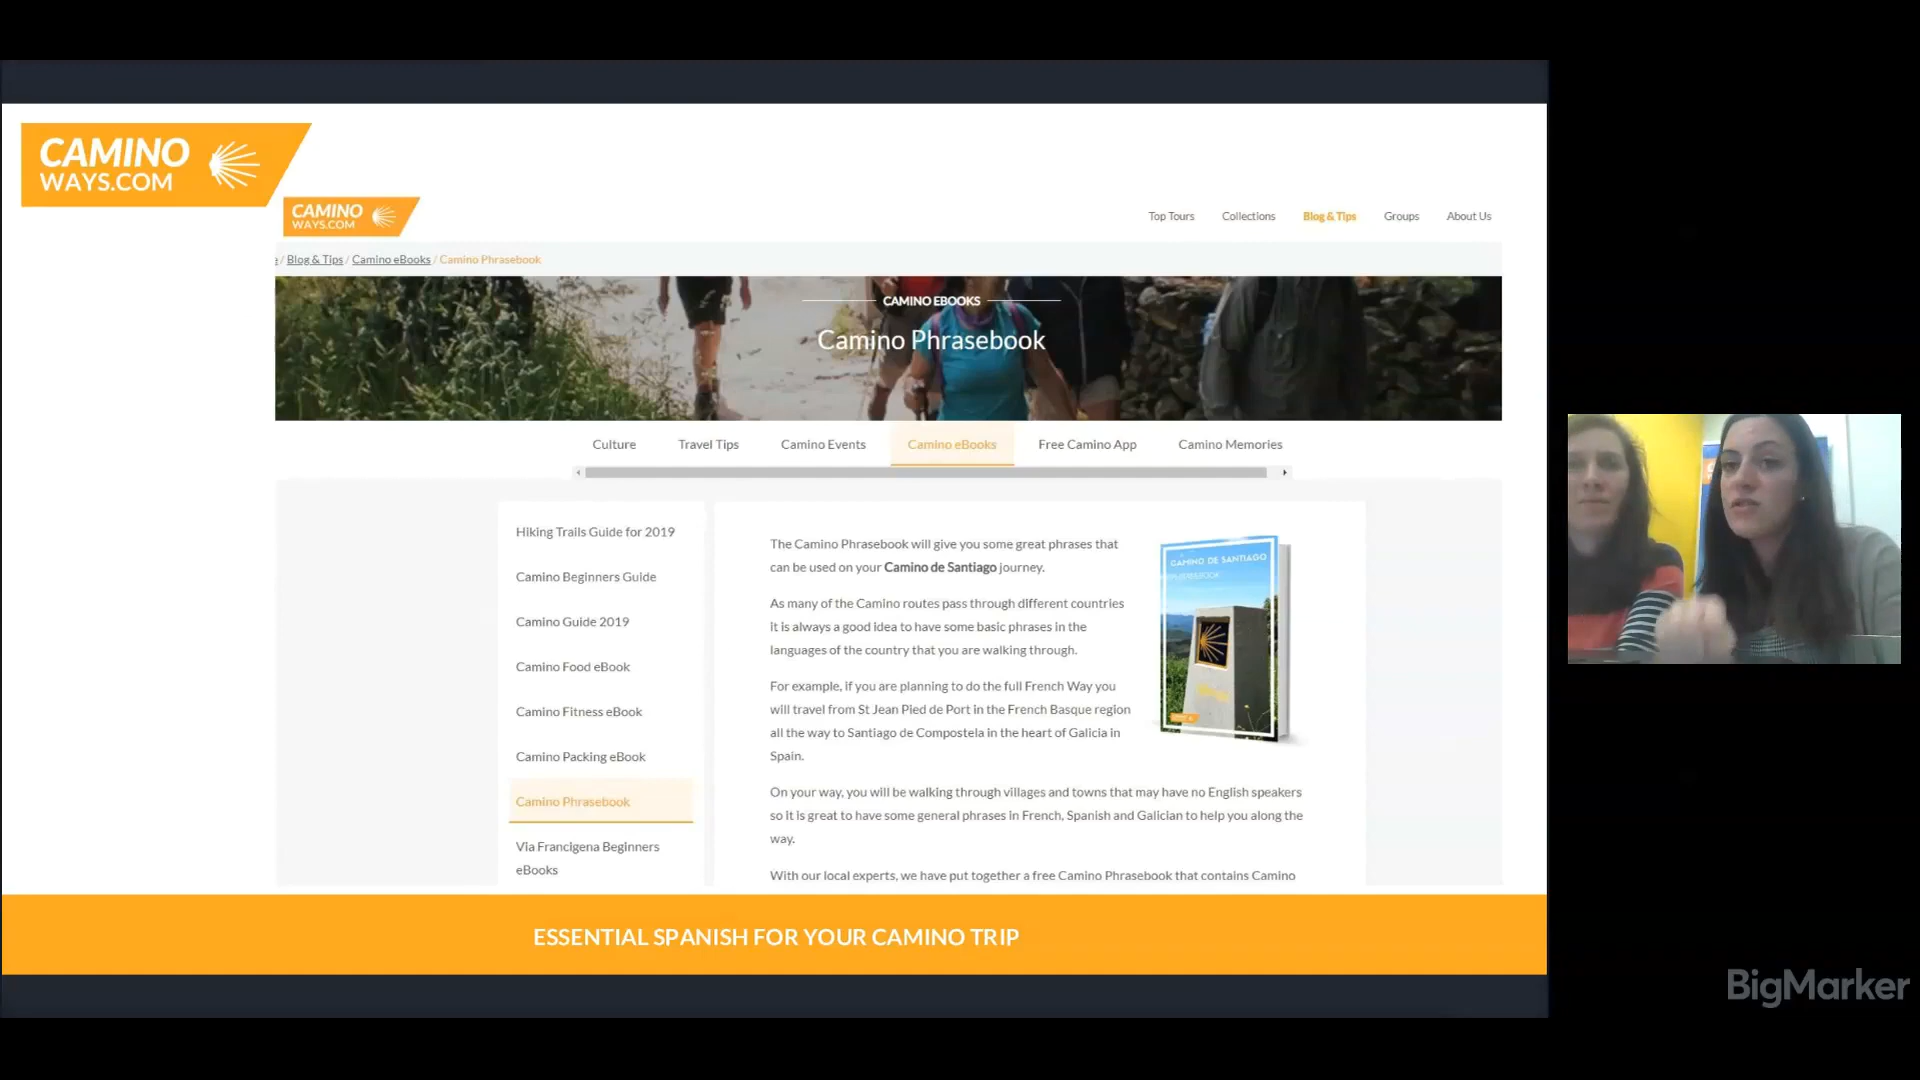 CAMINO
WAYS.COM
CAMINO
WAYS.COM
Top Tours Collections Blog & Tips Groups About Us
/ Blog & Tips / Camino eBooks / Camino Phrasebook
CAMINO EBOOKS
Camino Phrasebook
Culture Travel Tips Camino Events Camino eBooks Free Camino App Camino Memories
Hiking Trails Guide for 2019
Camino Beginners Guide
Camino Guide 2019
Camino Food eBook
Camino Fitness eBook
Camino Packing eBook
Camino Phrasebook
Via Francigena Beginners
eBooks
The Camino Phrasebook will give you some great phrases that
can be used on your Camino de Santiago journey.
As many of the Camino routes pass through different countries
it is always a good idea to have some basic phrases in the
languages of the country that you are walking through.
For example, if you are planning to do the full French Way you
will travel from St Jean Pied de Port in the French Basque region
all the way to Santiago de Compostela in the heart of Galicia in
Spain.
On your way, you will be walking through villages and towns that may have no English speakers
so it is great to have some general phrases in French, Spanish and Galician to help you along the
way.
With our local experts, we have put together a free Camino Phrasebook that contains Camino
CAMINO DE SANTIAGO
PHRASEBOOK
ESSENTIAL SPANISH FOR YOUR CAMINO TRIP
BigMarker